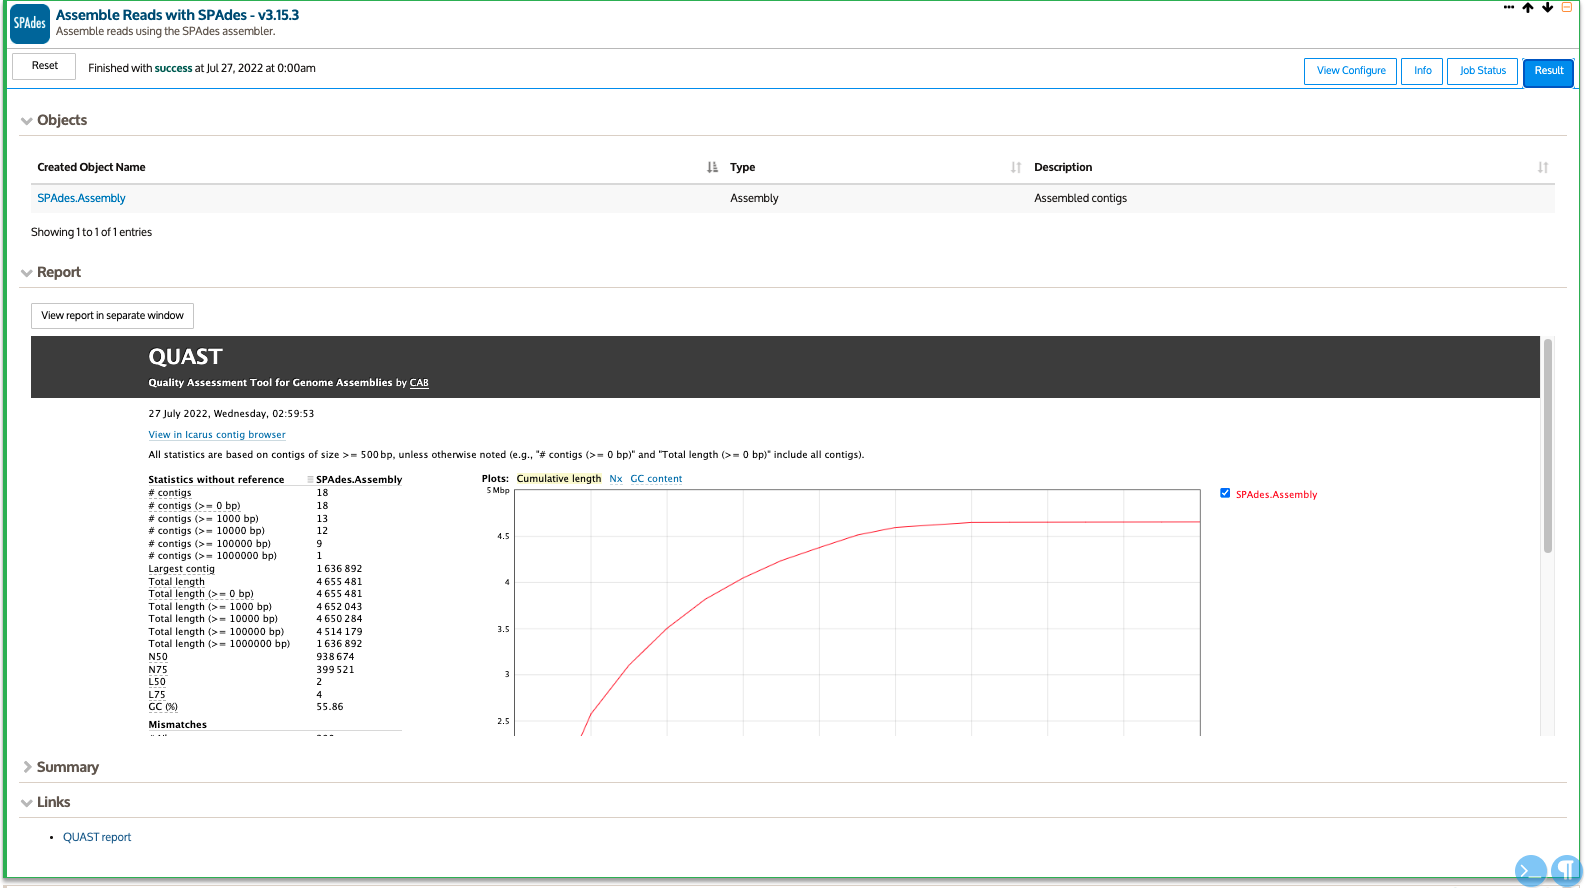 SPAdes
Assemble Reads with SPAdes - v3.15.3
Assemble reads using the SPAdes assembler.
Reset
Finished with success at Jul 27, 2022 at 0:00am
View Configure
Info
Job Status
Result
Objects
Created Object Name Type Description
SPAdes.Assembly Assembly Assembled contigs
Showing 1 to 1 of 1 entries
Report
View report in separate window
QUAST
Quality Assessment Tool for Genome Assemblies by CAB
27 July 2022, Wednesday, 02:59:53
View in Icarus contig browser
All statistics are based on contigs of size >= 500 bp, unless otherwise noted (e.g., "# contigs (>= 0 bp)" and "Total length (>= 0 bp)" include all contigs).
Statistics without reference SPAdes.Assembly
# contigs 18
# contigs (>= 0 bp) 18
# contigs (>= 1000 bp) 13
# contigs (>= 10000 bp) 12
# contigs (>= 100000 bp) 9
# contigs (>= 1000000 bp) 1
Largest contig 1 636 892
Total length 4 655 481
Total length (>= 0 bp) 4 655 481
Total length (>= 1000 bp) 4 652 043
Total length (>= 10000 bp) 4 650 284
Total length (>= 100000 bp) 4 514 179
Total length (>= 1000000 bp) 1 636 892
N50 938 674
N75 399 521
L50 2
L75 4
GC (%) 55.86
Mismatches
Plots: Cumulative length Nx GC content
5 Mbp
4.5
4
3.5
3
2.5
SPAdes.Assembly
Summary
Links
QUAST report